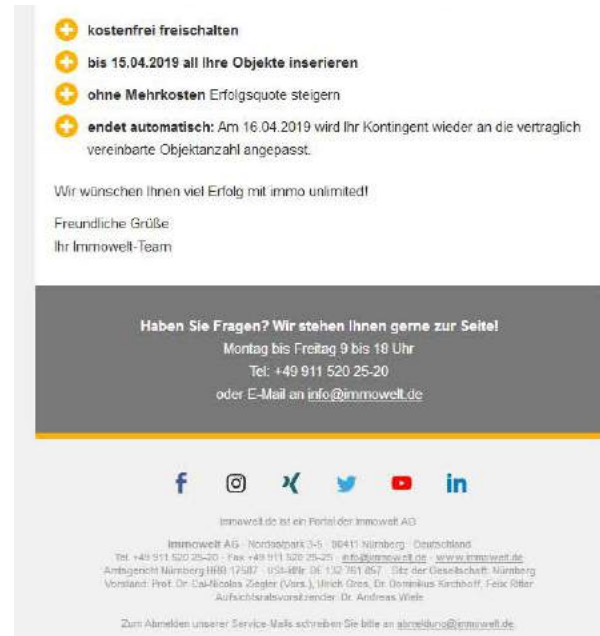 kostenfrei freischalten
bis 15.04.2019 all Ihre Objekte inserieren
ohne Mehrkosten Erfolgsquote steigern
endet automatisch: Am 16.04.2019 wird Ihr Kontingent wieder an die vertraglich
vereinbarte Objektanzahl angepasst.
Wir wünschen Ihnen viel Erfolg mit immo unlimited!
Freundliche Grüße
Ihr Immowelt-Team
Haben Sie Fragen? Wir stehen Ihnen gerne zur Seite!
Montag bis Freitag 9 bis 18 Uhr
Tel: +49 911 520 25-20
oder E-Mail an info@immowelt.de
immowelt.de ist ein Portal der Immowelt AG
Immowelt AG · Nordostpark 3-5 · 90411 Nürnberg · Deutschland
Tel. +49 911 520 25-20 · Fax +49 911 520 25-25 · info@immowelt.de · www.immowelt.de
Amtsgericht Nürnberg HRB 17587 · USt-IdNr. DE 132 761 857 · Sitz der Gesellschaft: Nürnberg
Vorstand: Prof. Dr. Cai-Nicolas Ziegler (Vors.), Ulrich Gros, Dr. Dominikus Kirchhoff, Felix Ritter
Aufsichtsratsvorsitzender: Dr. Andreas Wiele
Zum Abmelden unserer Service-Mails schreiben Sie bitte an abmeldung@immowelt.de.